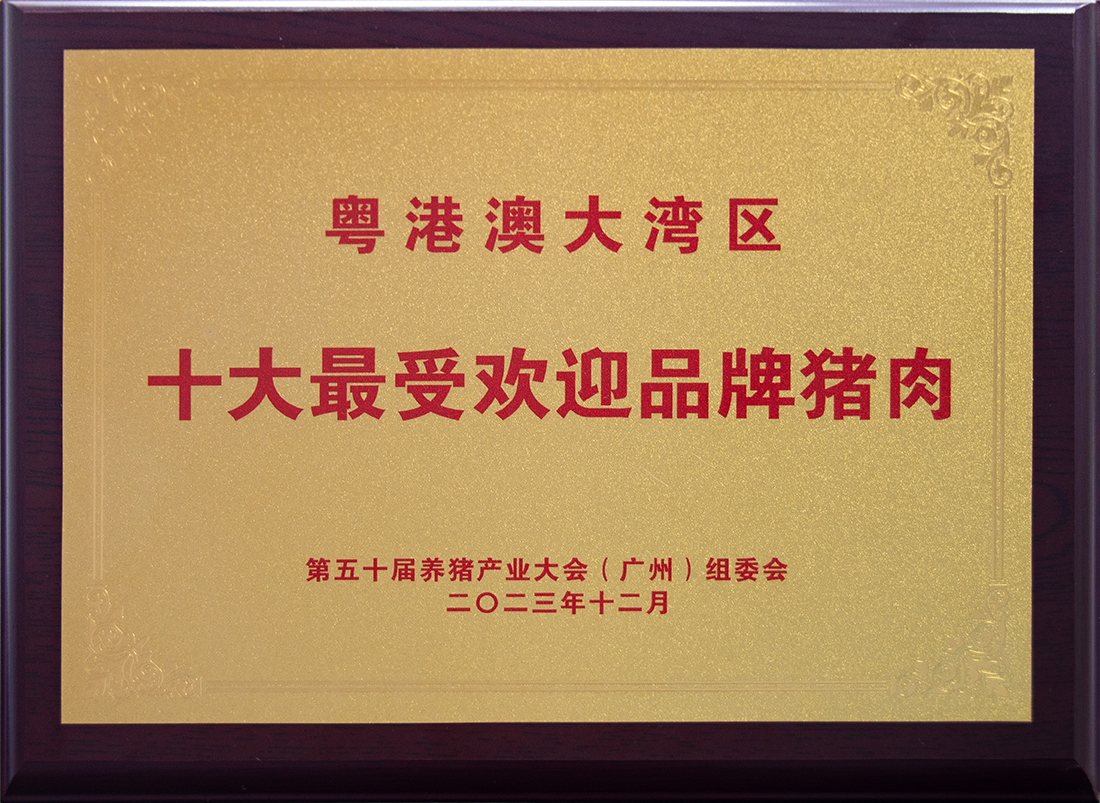 粤港澳大湾区
十大最受欢迎品牌猪肉
第五十届养猪产业大会（广州）组委会
二〇二三年十二月